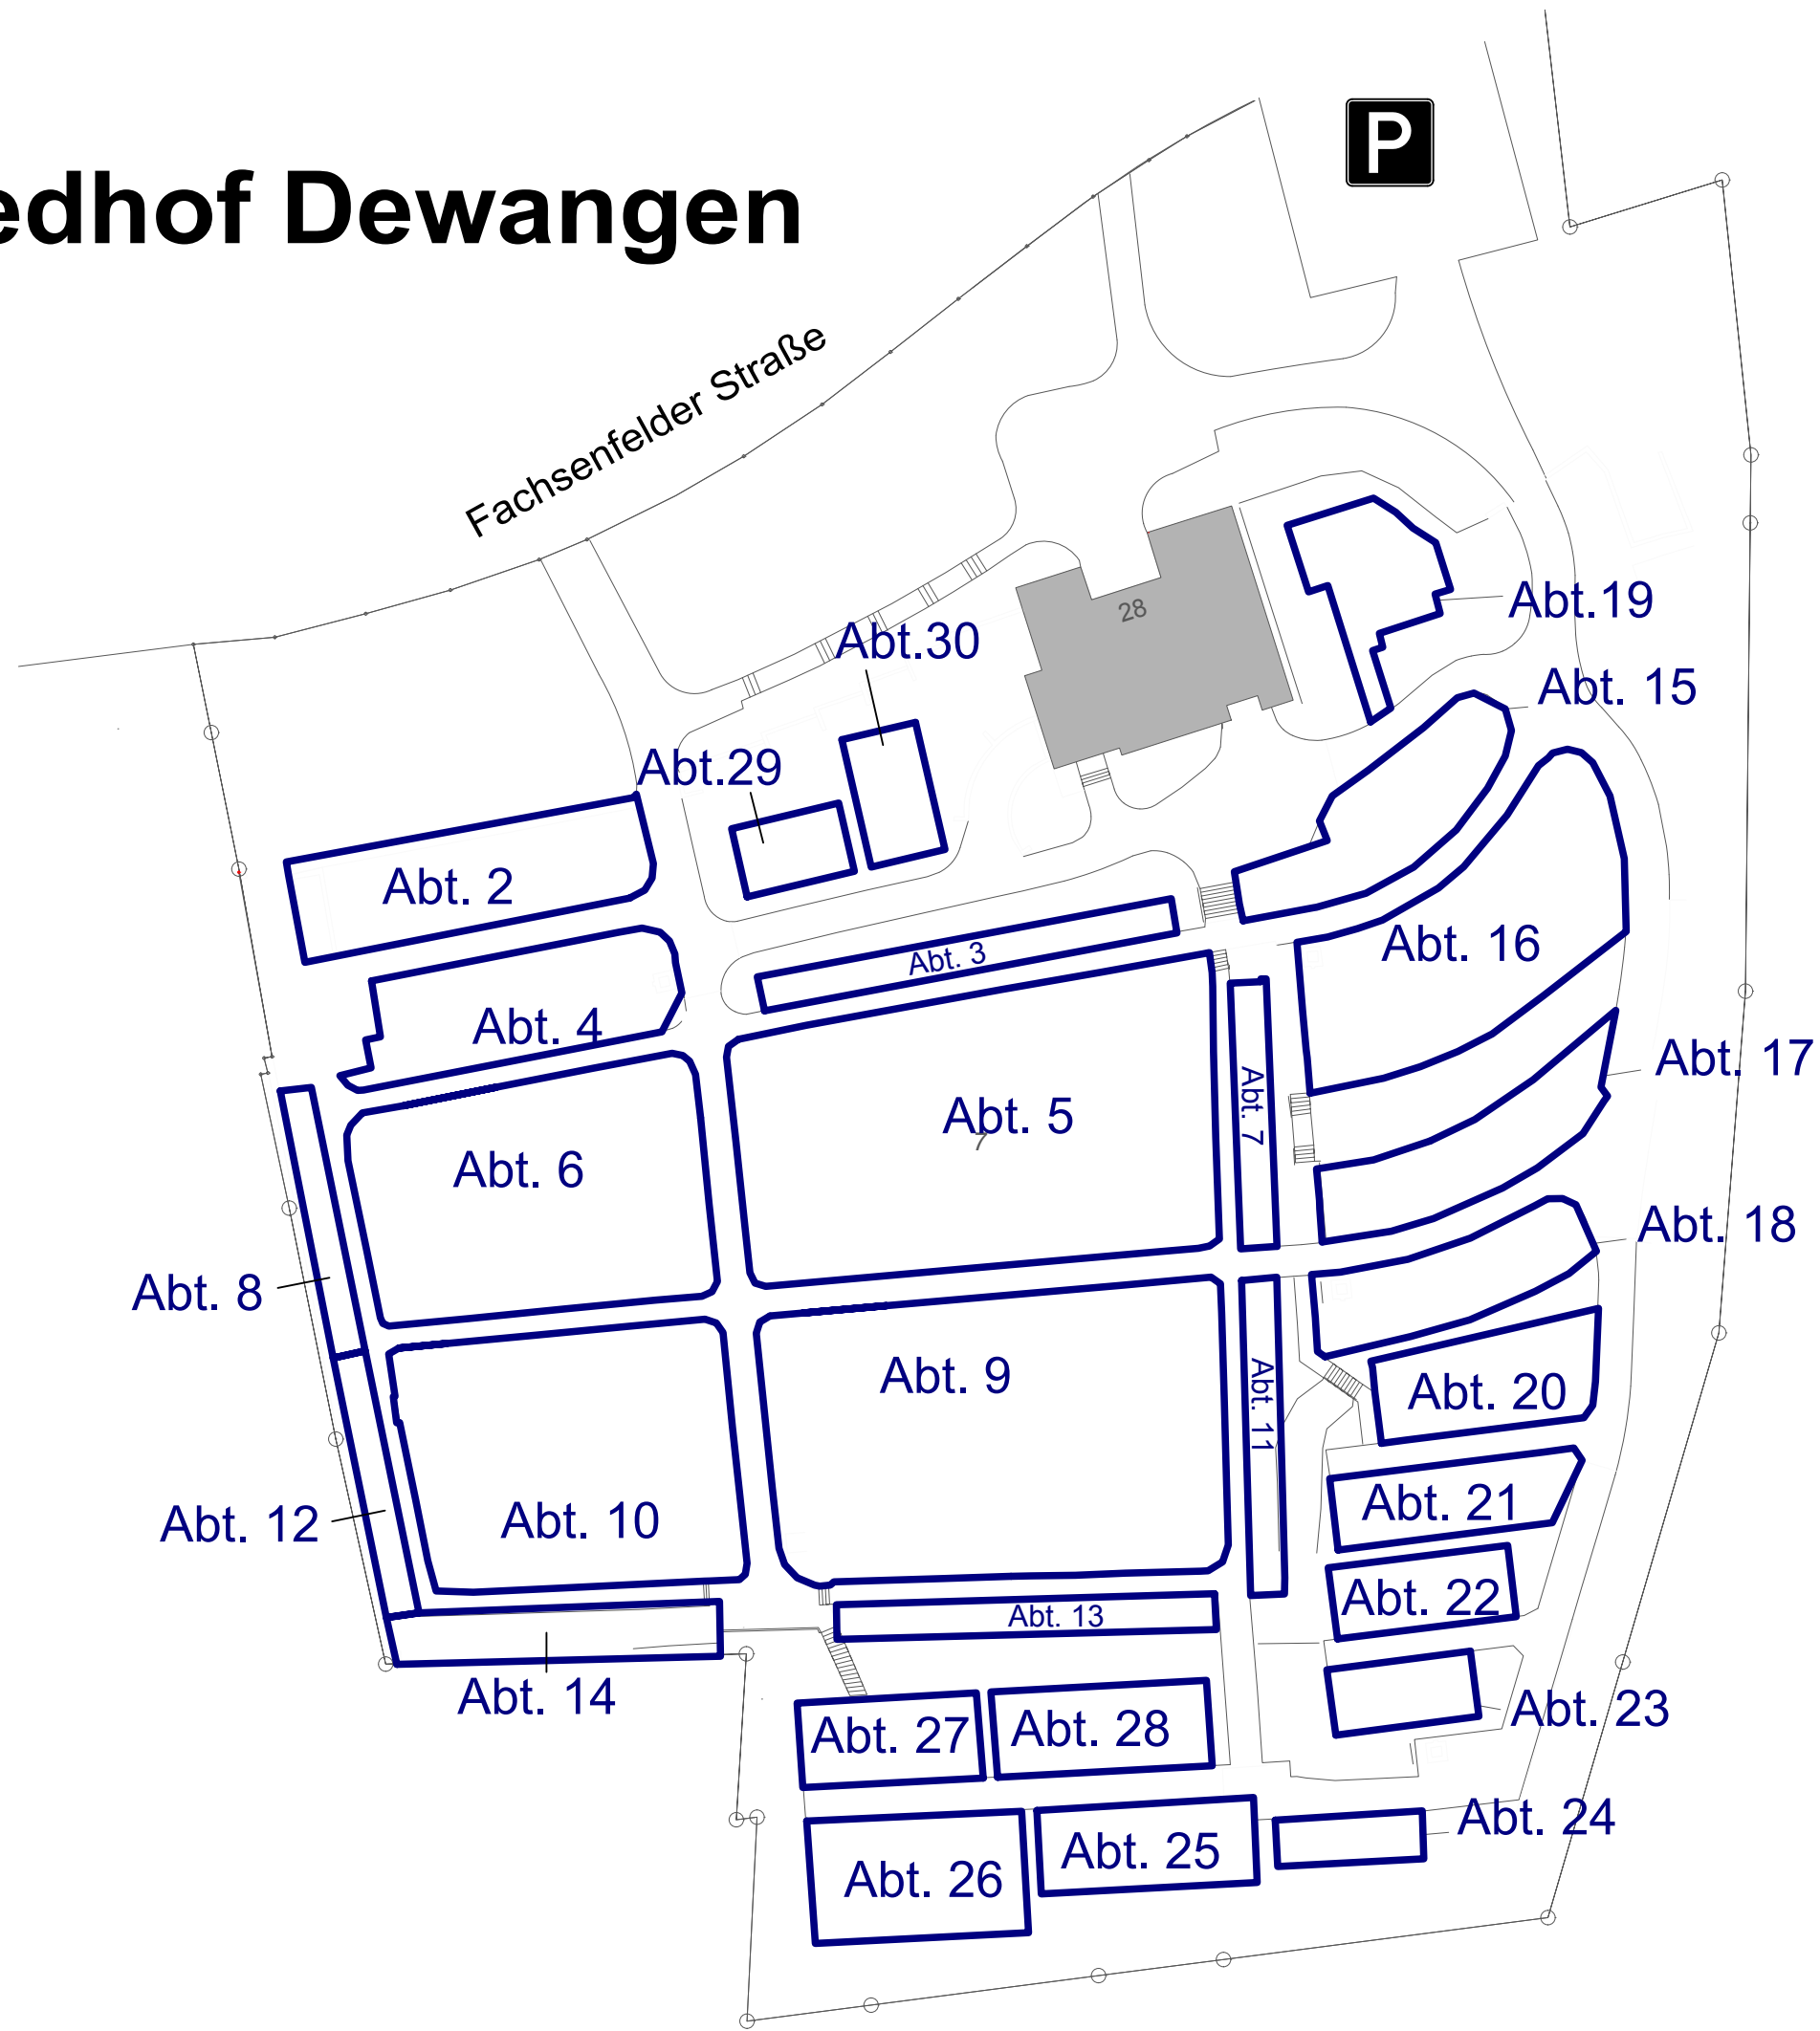 edhof Dewangen
P
Fachsenfelder Straße
28
Abt.19
Abt.30
Abt. 15
Abt.29
Abt. 2
Abt. 16
Abt. 3
Abt. 4
Abt. 17
Abt. 5
7
Abt. 7
Abt. 6
Abt. 18
Abt. 8
Abt. 9
Abt. 20
Abt. 11
Abt. 21
Abt. 12
Abt. 10
Abt. 22
Abt. 13
Abt. 14
Abt. 23
Abt. 27
Abt. 28
Abt. 24
Abt. 25
Abt. 26